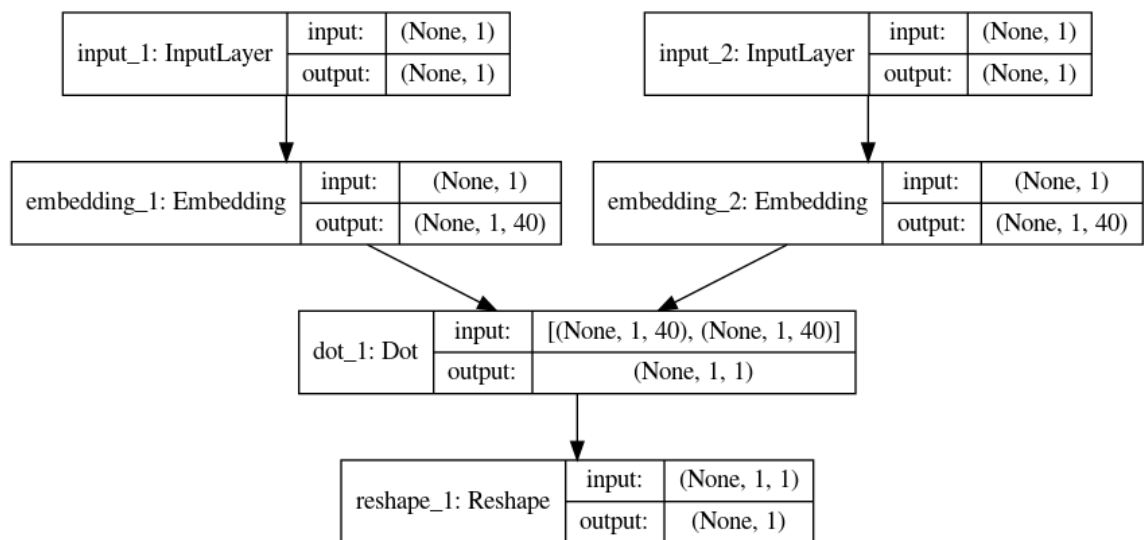 input_1: InputLayer
input: (None, 1)
output: (None, 1)
input_2: InputLayer
input: (None, 1)
output: (None, 1)
embedding_1: Embedding
input: (None, 1)
output: (None, 1, 40)
embedding_2: Embedding
input: (None, 1)
output: (None, 1, 40)
dot_1: Dot
input: [(None, 1, 40), (None, 1, 40)]
output: (None, 1, 1)
reshape_1: Reshape
input: (None, 1, 1)
output: (None, 1)